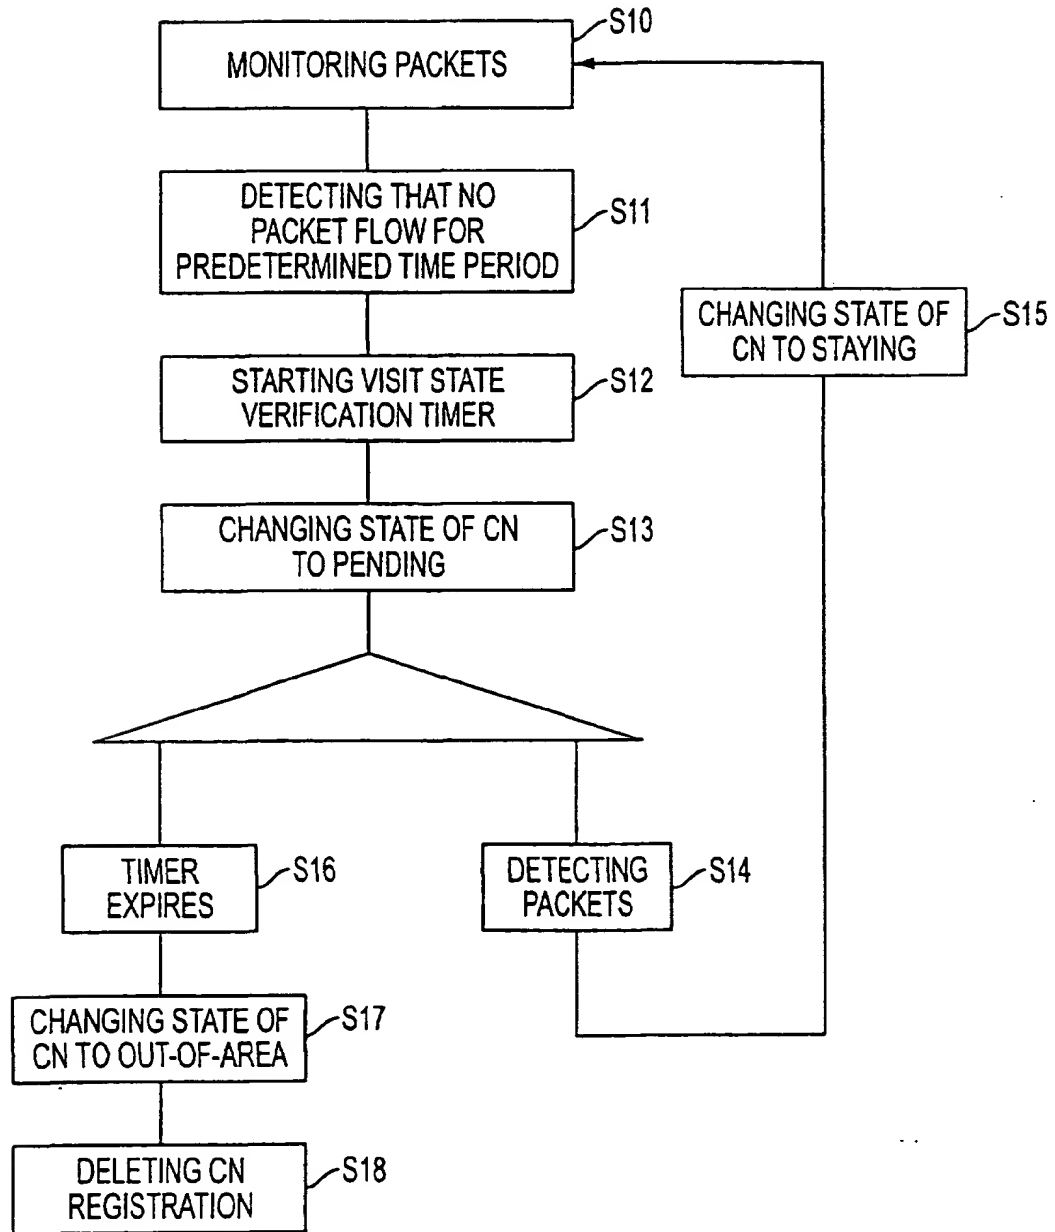 S10
MONITORING PACKETS
DETECTING THAT NO
PACKET FLOW FOR
PREDETERMINED TIME PERIOD
S11
CHANGING STATE OF
CN TO STAYING
S15
STARTING VISIT STATE
VERIFICATION TIMER
S12
CHANGING STATE OF CN
TO PENDING
S13
TIMER
EXPIRES
S16
DETECTING
PACKETS
S14
CHANGING STATE OF
CN TO OUT-OF-AREA
S17
DELETING CN
REGISTRATION
S18